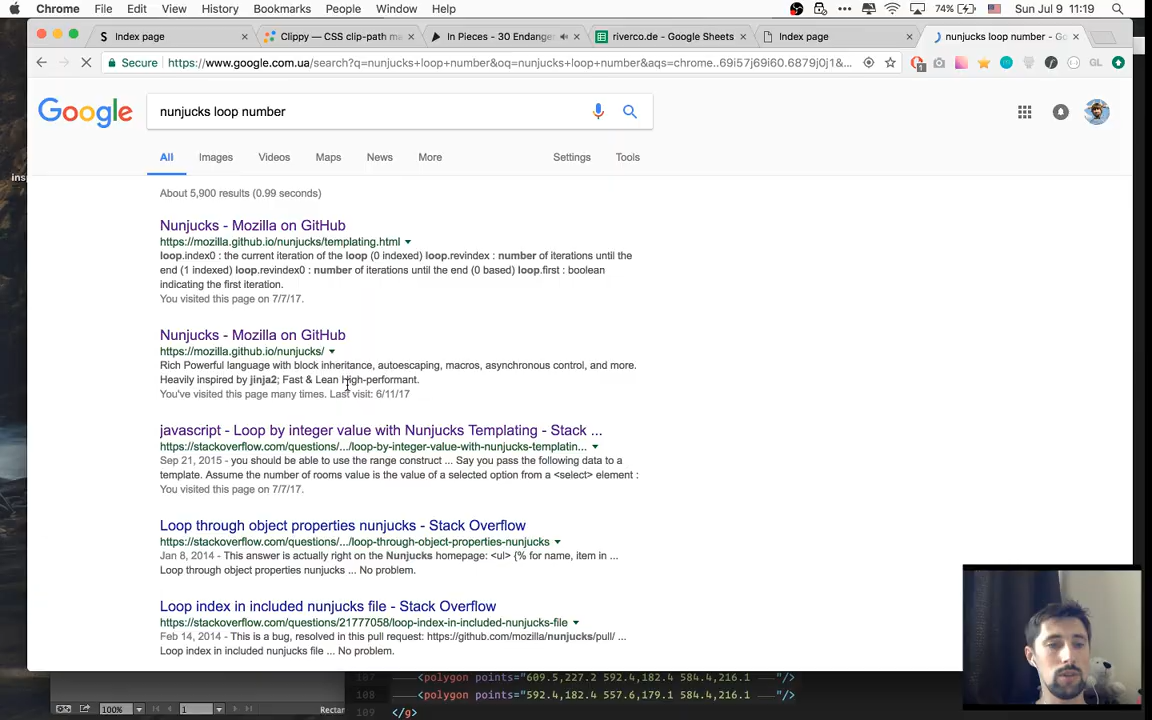 Chrome File Edit View History Bookmarks People Window Help 74% Sun Jul 9 11:19
Index page Clippy — CSS clip-path ma In Pieces - 30 Endange riverco.de - Google Sheets Index page nunjucks loop number - Go
Secure https://www.google.com.ua/search?q=nunjucks+loop+number&oq=nunjucks+loop+number&aqs=chrome..69i57j69i60.6879j0j1&... GL
Google nunjucks loop number
All Images Videos Maps News More Settings Tools
About 5,900 results (0.99 seconds)
Nunjucks - Mozilla on GitHub
https://mozilla.github.io/nunjucks/templating.html
loop.index0 : the current iteration of the loop (0 indexed) loop.revindex : number of iterations until the
end (1 indexed) loop.revindex0 : number of iterations until the end (0 based) loop.first : boolean
indicating the first iteration.
You visited this page on 7/7/17.
Nunjucks - Mozilla on GitHub
https://mozilla.github.io/nunjucks/
Rich Powerful language with block inheritance, autoescaping, macros, asynchronous control, and more.
Heavily inspired by jinja2; Fast & Lean High-performant.
You've visited this page many times. Last visit: 6/11/17
javascript - Loop by integer value with Nunjucks Templating - Stack ...
https://stackoverflow.com/questions/.../loop-by-integer-value-with-nunjucks-templatin...
Sep 21, 2015 - you should be able to use the range construct ... Say you pass the following data to a
template. Assume the number of rooms value is the value of a selected option from a <select> element :
You visited this page on 7/7/17.
Loop through object properties nunjucks - Stack Overflow
https://stackoverflow.com/questions/.../loop-through-object-properties-nunjucks
Jan 8, 2014 - This answer is actually right on the Nunjucks homepage: <ul> {% for name, item in ...
Loop through object properties nunjucks ... No problem.
Loop index in included nunjucks file - Stack Overflow
https://stackoverflow.com/questions/21777058/loop-index-in-included-nunjucks-file
Feb 14, 2014 - This is a bug, resolved in this pull request: https://github.com/mozilla/nunjucks/pull/ ...
Loop index in included nunjucks file ... No problem.
ins
107 <polygon points="609.5,227.2 592.4,182.4 584.4,216.1 "/>
108 <polygon points="592.4,182.4 557.6,179.1 584.4,216.1 "/>
109 </g>
100% 1 Rectan